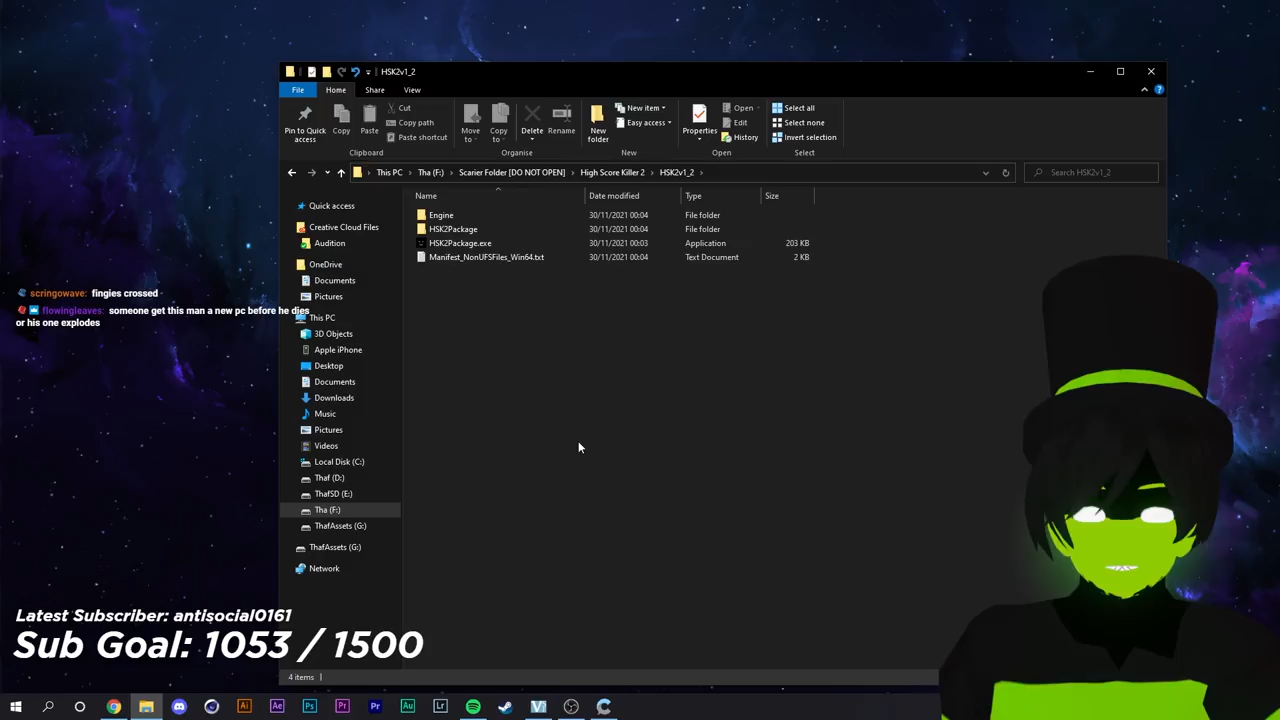 HSK2v1_2
File Home Share View
Pin to Quick access
Copy
Paste
Cut
Copy path
Paste shortcut
Clipboard
Move to
Copy to
Delete
Rename
Organise
New folder
New item
Easy access
New
Properties
Open
Edit
History
Open
Select all
Select none
Invert selection
Select
This PC > Tha (F:) > Scarier Folder [DO NOT OPEN] > High Score Killer 2 > HSK2v1_2 >
Search HSK2v1_2
Name Date modified Type Size
Engine 30/11/2021 00:04 File folder
HSK2Package 30/11/2021 00:04 File folder
HSK2Package.exe 30/11/2021 00:03 Application 203 KB
Manifest_NonUFSFiles_Win64.txt 30/11/2021 00:04 Text Document 2 KB
Quick access
Creative Cloud Files
Audition
OneDrive
Documents
Pictures
This PC
3D Objects
Apple iPhone
Desktop
Documents
Downloads
Music
Pictures
Videos
Local Disk (C:)
Thaf (D:)
ThafSD (E:)
Tha (F:)
ThafAssets (G:)
ThafAssets (G:)
Network
scringowave: fingies crossed
flowingleaves: someone get this man a new pc before he dies
or his one explodes
Latest Subscriber: antisocial0161
Sub Goal: 1053 / 1500
4 items
Ai Ae Ps Pr Pr Au Lr